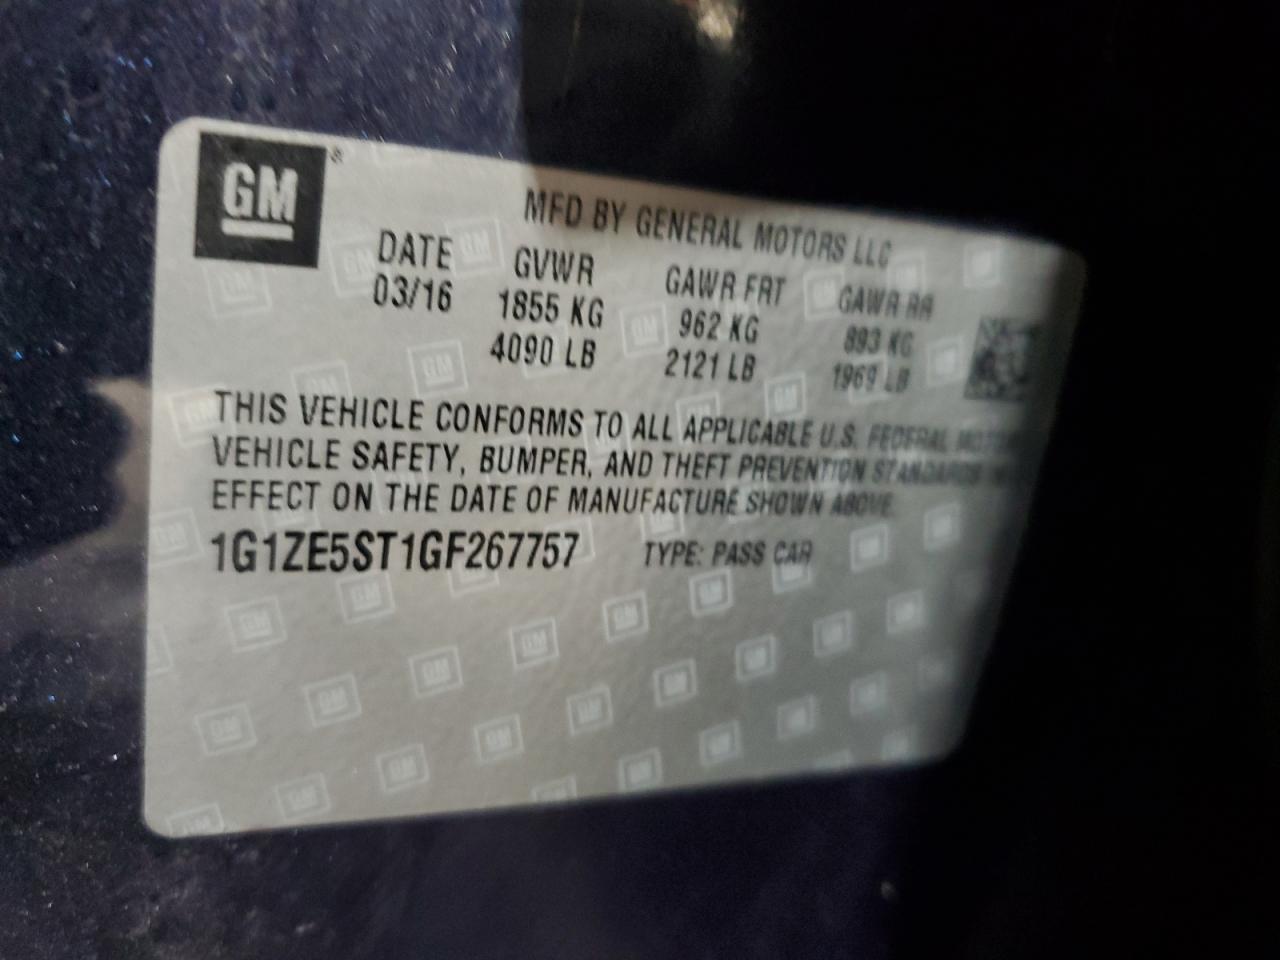 GM
MFD BY GENERAL MOTORS LLC
DATE GVWR GAWR FRT GAWR RR
03/16 1855 KG 962 KG 893 KG
4090 LB 2121 LB 1969 LB
THIS VEHICLE CONFORMS TO ALL APPLICABLE U.S. FEDERAL MOTOR
VEHICLE SAFETY, BUMPER, AND THEFT PREVENTION STANDARDS IN
EFFECT ON THE DATE OF MANUFACTURE SHOWN ABOVE.
1G1ZE5ST1GF267757 TYPE: PASS CAR